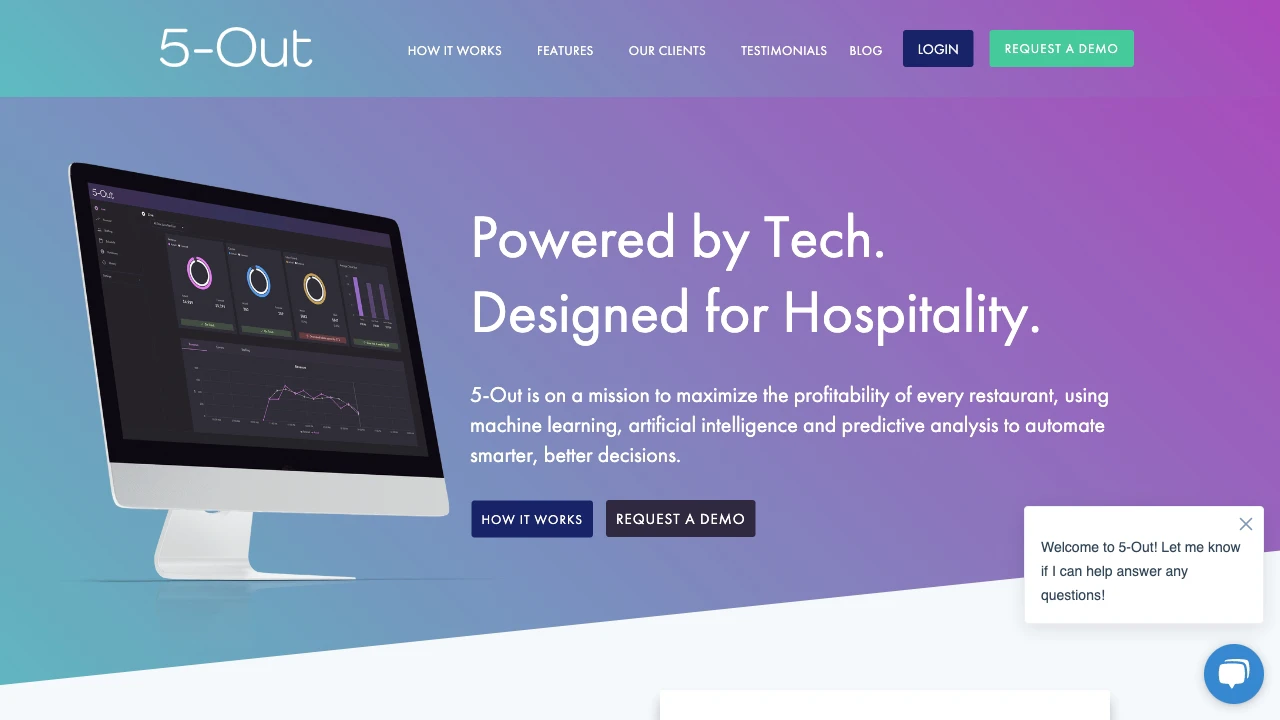 5-Out
HOW IT WORKS
FEATURES
OUR CLIENTS
TESTIMONIALS
BLOG
LOGIN
REQUEST A DEMO
5-Out
Powered by Tech.
Designed for Hospitality.
5-Out is on a mission to maximize the profitability of every restaurant, using
machine learning, artificial intelligence and predictive analysis to automate
smarter, better decisions.
HOW IT WORKS
REQUEST A DEMO
Welcome to 5-Out! Let me know
if I can help answer any
questions!